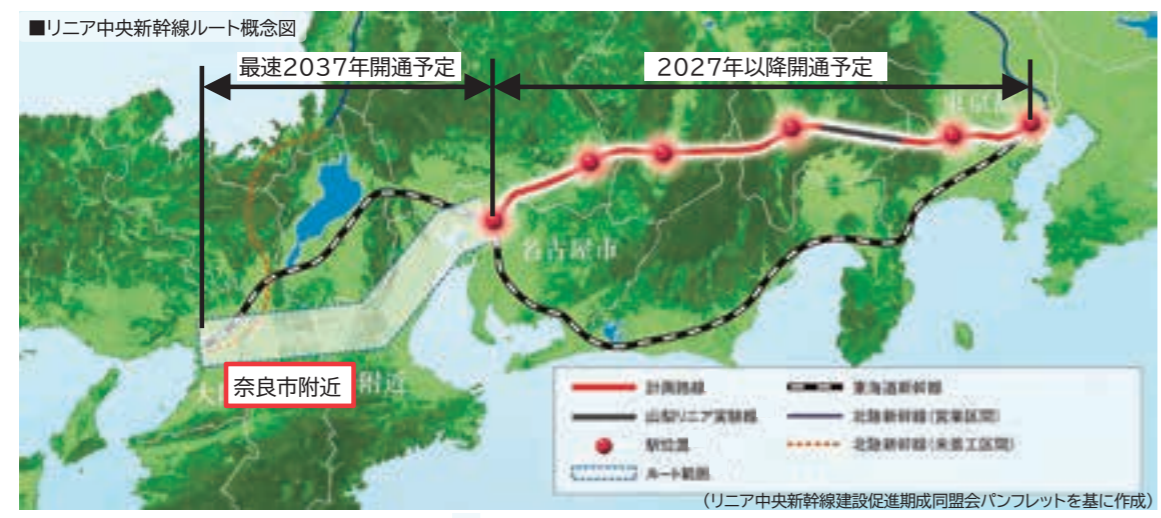 ■リニア中央新幹線ルート概念図
最速2037年開通予定
2027年以降開通予定
名古屋市
奈良市附近
附近
計画路線
山梨リニア実験線
駅位置
ルート範囲
東海道新幹線
北陸新幹線(営業区間)
北陸新幹線(未着工区間)
(リニア中央新幹線建設促進期成同盟会パンフレットを基に作成)